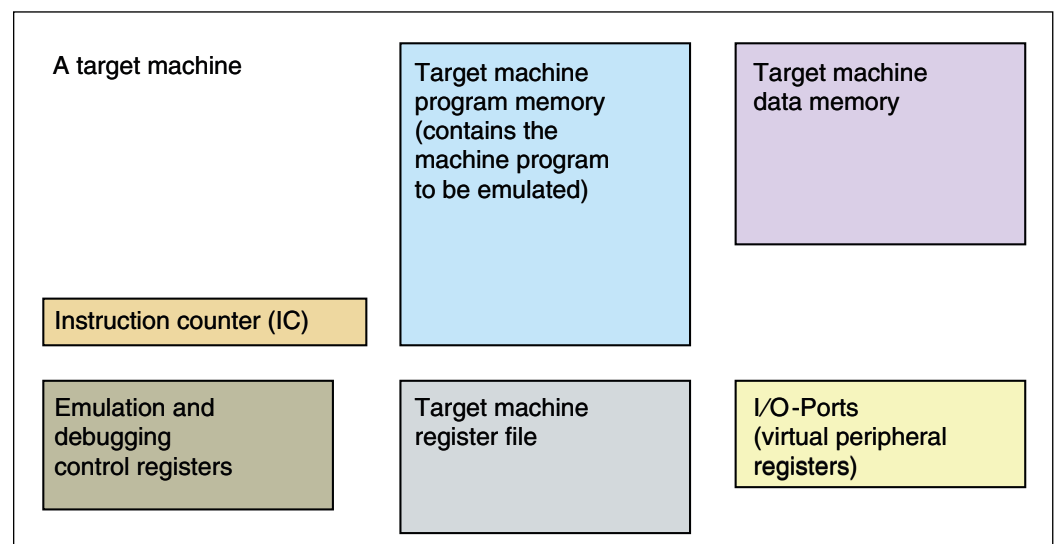 A target machine
Target machine
program memory
(contains the
machine program
to be emulated)
Target machine
data memory
Instruction counter (IC)
Emulation and
debugging
control registers
Target machine
register file
I/O-Ports
(virtual peripheral
registers)